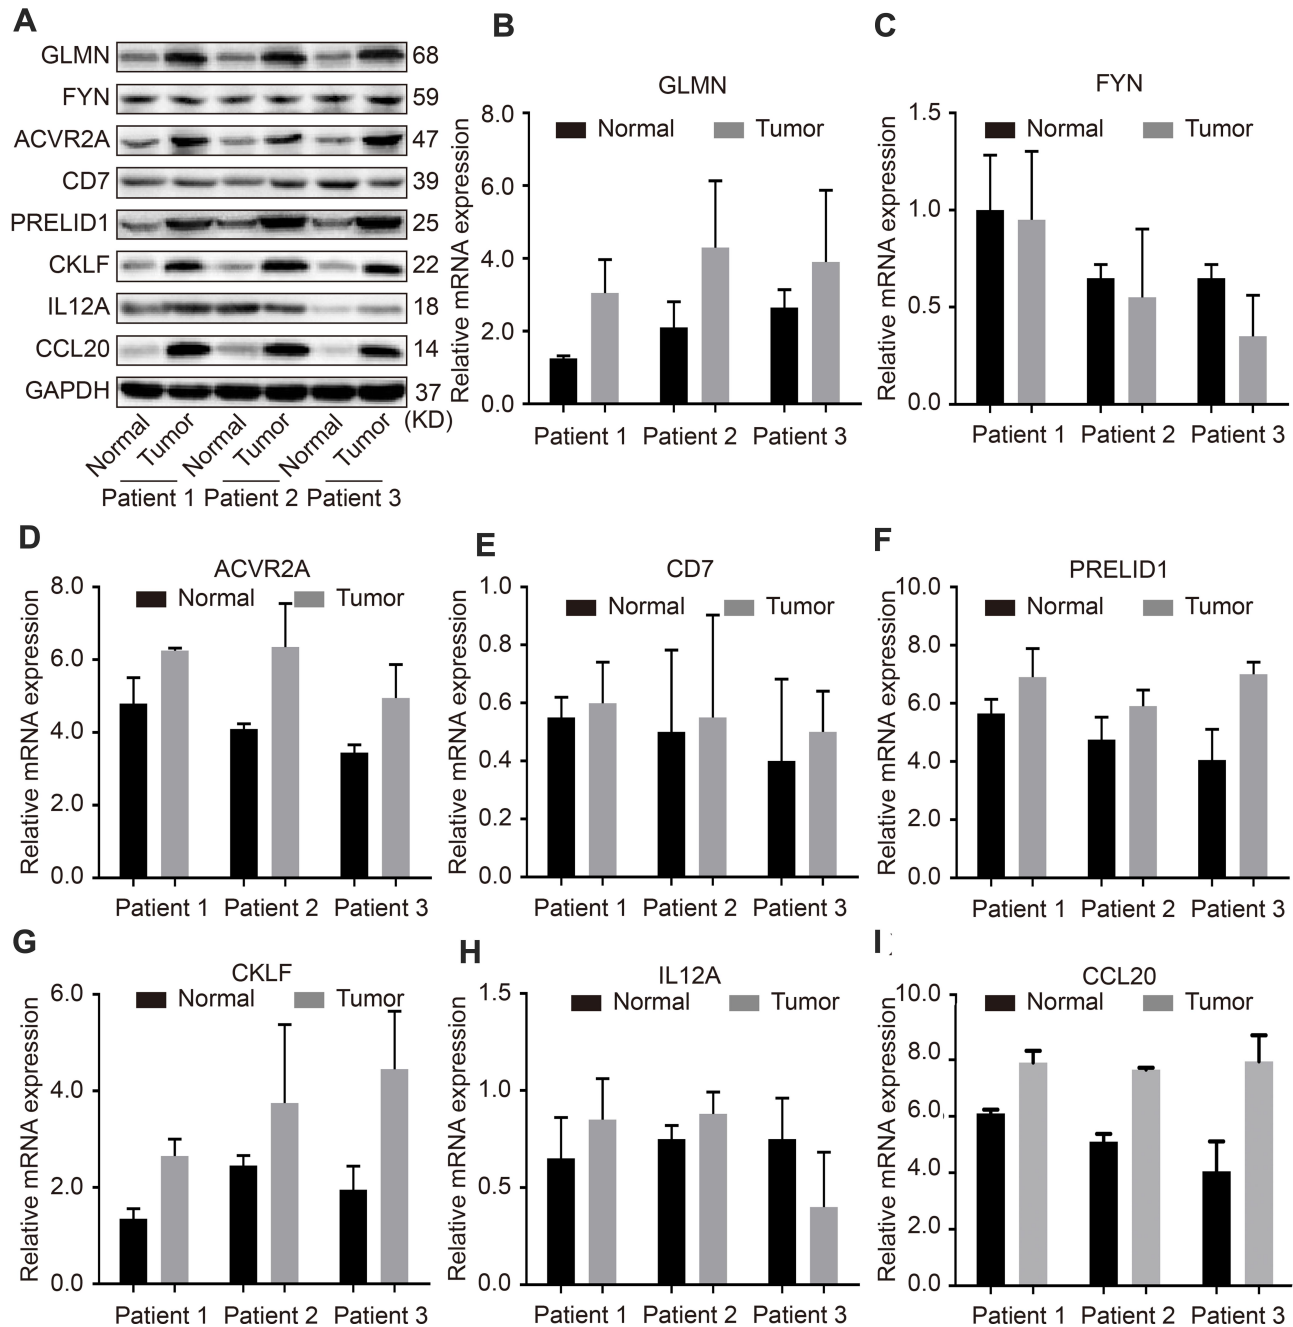 A
GLMN 68
FYN 59
ACVR2A 47
CD7 39
PRELID1 25
CKLF 22
IL12A 18
CCL20 14
GAPDH 37
(KD)
Normal Tumor Normal Tumor Normal Tumor
Patient 1 Patient 2 Patient 3
B
GLMN
Normal Tumor
Relative mRNA expression
8.0
6.0
4.0
2.0
0.0
Patient 1 Patient 2 Patient 3
C
FYN
Normal Tumor
Relative mRNA expression
1.5
1.0
0.5
0.0
Patient 1 Patient 2 Patient 3
D
ACVR2A
Normal Tumor
Relative mRNA expression
8.0
6.0
4.0
2.0
0.0
Patient 1 Patient 2 Patient 3
E
CD7
Normal Tumor
Relative mRNA expression
1.0
0.8
0.6
0.4
0.2
0.0
Patient 1 Patient 2 Patient 3
F
PRELID1
Normal Tumor
Relative mRNA expression
10.0
8.0
6.0
4.0
2.0
0.0
Patient 1 Patient 2 Patient 3
G
CKLF
Normal Tumor
Relative mRNA expression
6.0
4.0
2.0
0.0
Patient 1 Patient 2 Patient 3
H
IL12A
Normal Tumor
Relative mRNA expression
1.5
1.0
0.5
0.0
Patient 1 Patient 2 Patient 3
I
CCL20
Normal Tumor
Relative mRNA expression
10.0
8.0
6.0
4.0
2.0
0.0
Patient 1 Patient 2 Patient 3